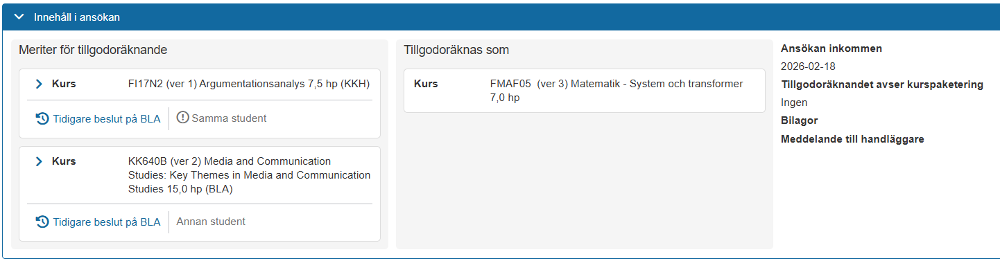 Innehåll i ansökan
Meriter för tillgodoräknande
Kurs FI17N2 (ver 1) Argumentationsanalys 7,5 hp (KKH)
Tidigare beslut på BLA Samma student
Kurs KK640B (ver 2) Media and Communication
Studies: Key Themes in Media and Communication
Studies 15,0 hp (BLA)
Tidigare beslut på BLA Annan student
Tillgodoräknas som
Kurs FMAF05 (ver 3) Matematik - System och transformer
7,0 hp
Ansökan inkommen
2026-02-18
Tillgodoräknandet avser kurspaketering
Ingen
Bilagor
Meddelande till handläggare